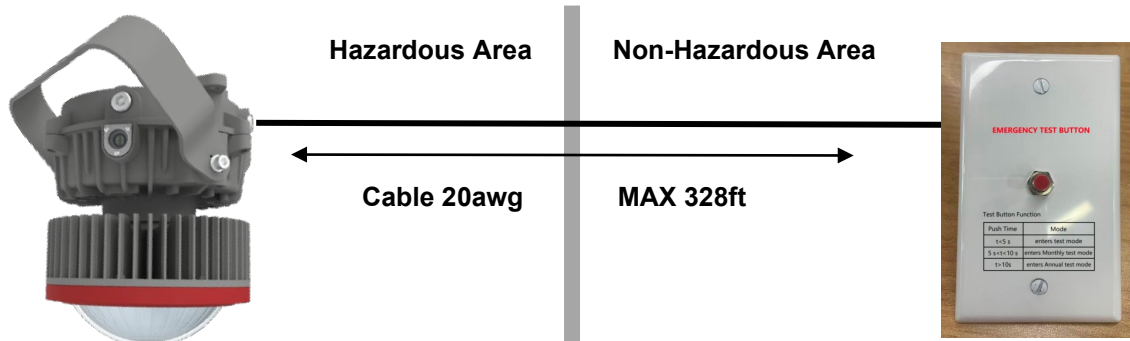 Hazardous Area
Non-Hazardous Area
Cable 20awg
MAX 328ft
EMERGENCY TEST BUTTON
Test Button Function
Push Time Mode
t<5 s enters test mode
5 s<t<10 s enters Monthly test mode
t>10s enters Annual test mode